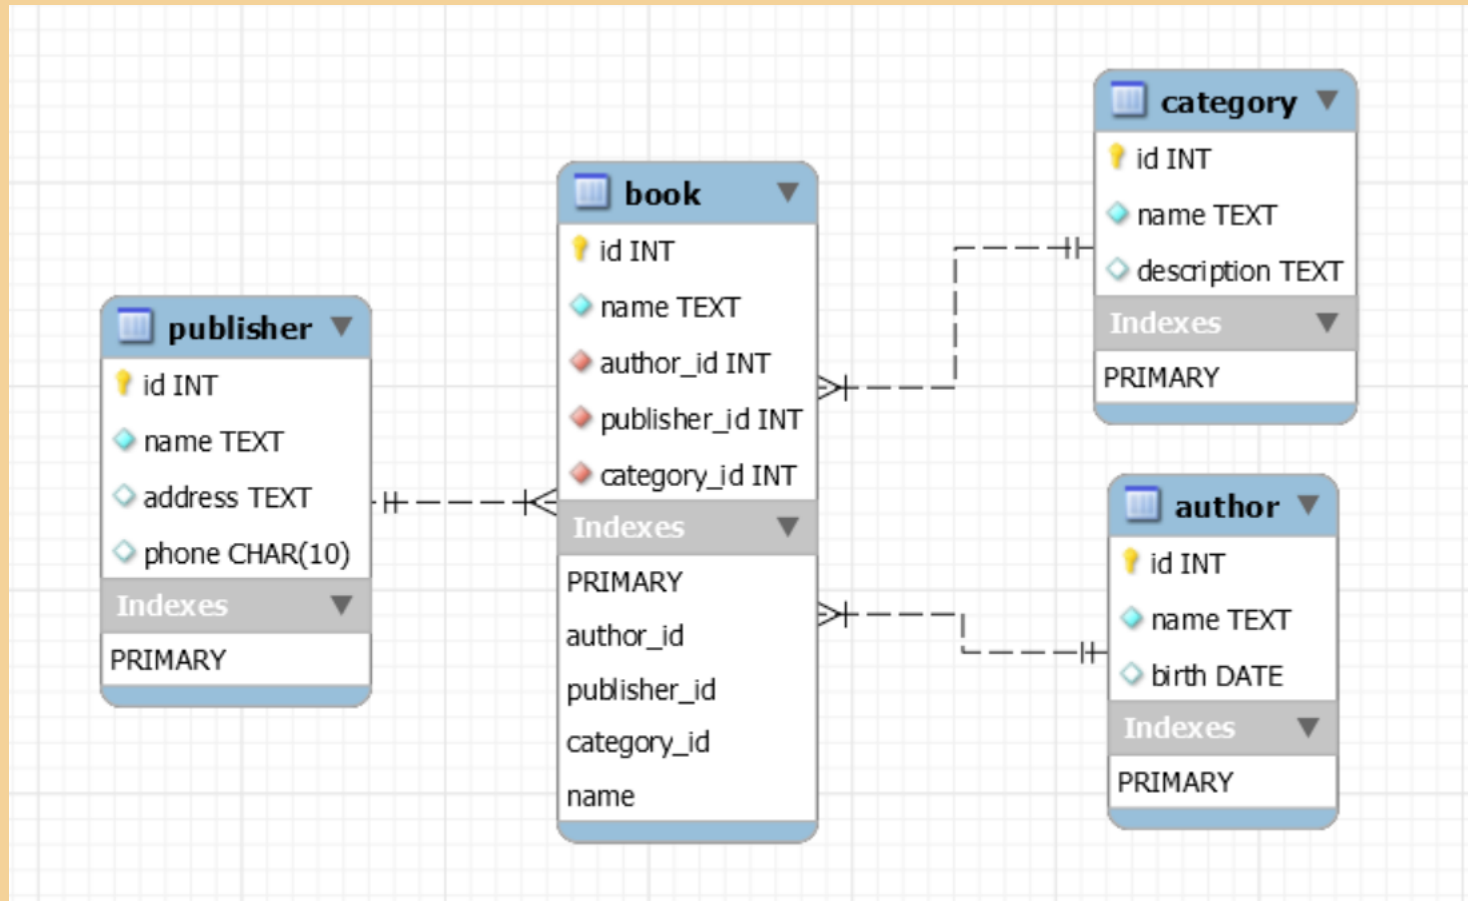 publisher
id INT
name TEXT
address TEXT
phone CHAR(10)
Indexes
PRIMARY
book
id INT
name TEXT
author_id INT
publisher_id INT
category_id INT
Indexes
PRIMARY
author_id
publisher_id
category_id
name
category
id INT
name TEXT
description TEXT
Indexes
PRIMARY
author
id INT
name TEXT
birth DATE
Indexes
PRIMARY